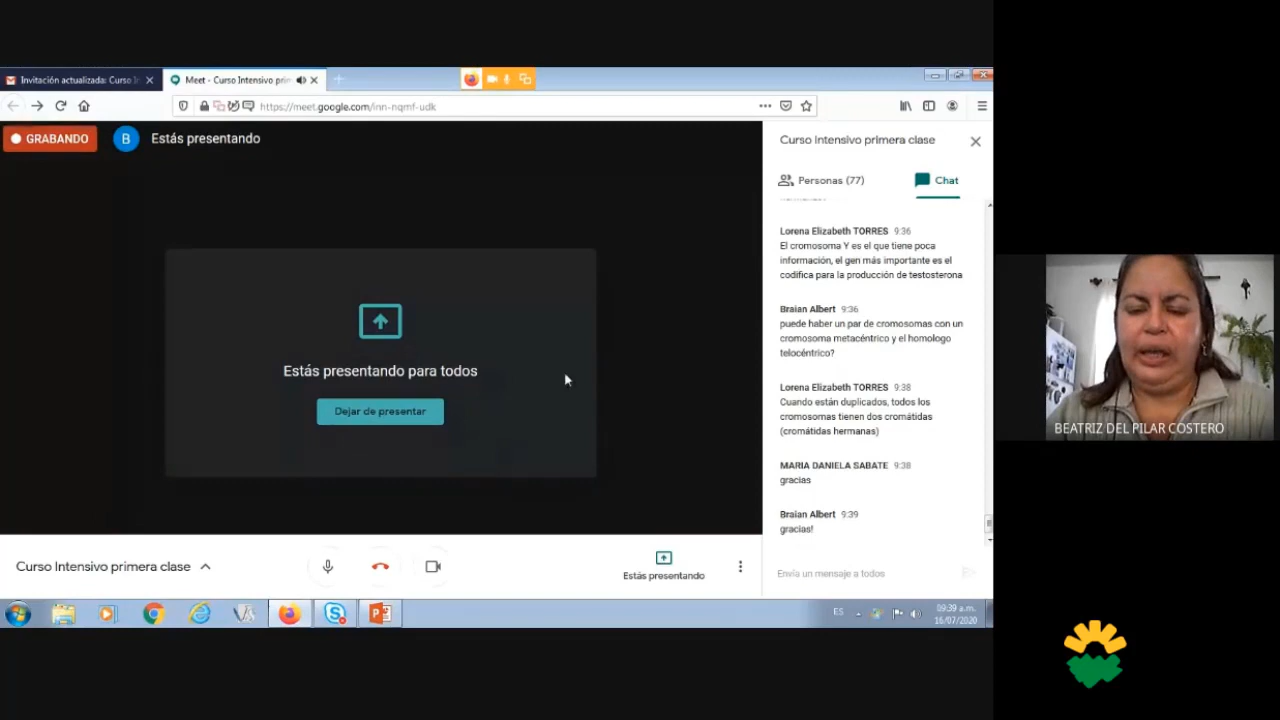 Invitación actualizada: Curso
Meet - Curso Intensivo pri
https://meet.google.com/inn-nqmf-udk
GRABANDO
B
Estás presentando
Curso Intensivo primera clase
Personas (77)
Chat
Lorena Elizabeth TORRES 9:36
El cromosoma Y es el que tiene poca
información, el gen más importante es el
codifica para la producción de testosterona
Braian Albert 9:36
puede haber un par de cromosomas con un
cromosoma metacéntrico y el homologo
telocéntrico?
Lorena Elizabeth TORRES 9:38
Cuando están duplicados, todos los
cromosomas tienen dos cromátidas
(cromátidas hermanas)
MARIA DANIELA SABATE 9:38
gracias
Braian Albert 9:39
gracias!
Envía un mensaje a todos
Estás presentando para todos
Dejar de presentar
Curso Intensivo primera clase
Estás presentando
ES
09:39 a.m.
16/07/2020
BEATRIZ DEL PILAR COSTERO